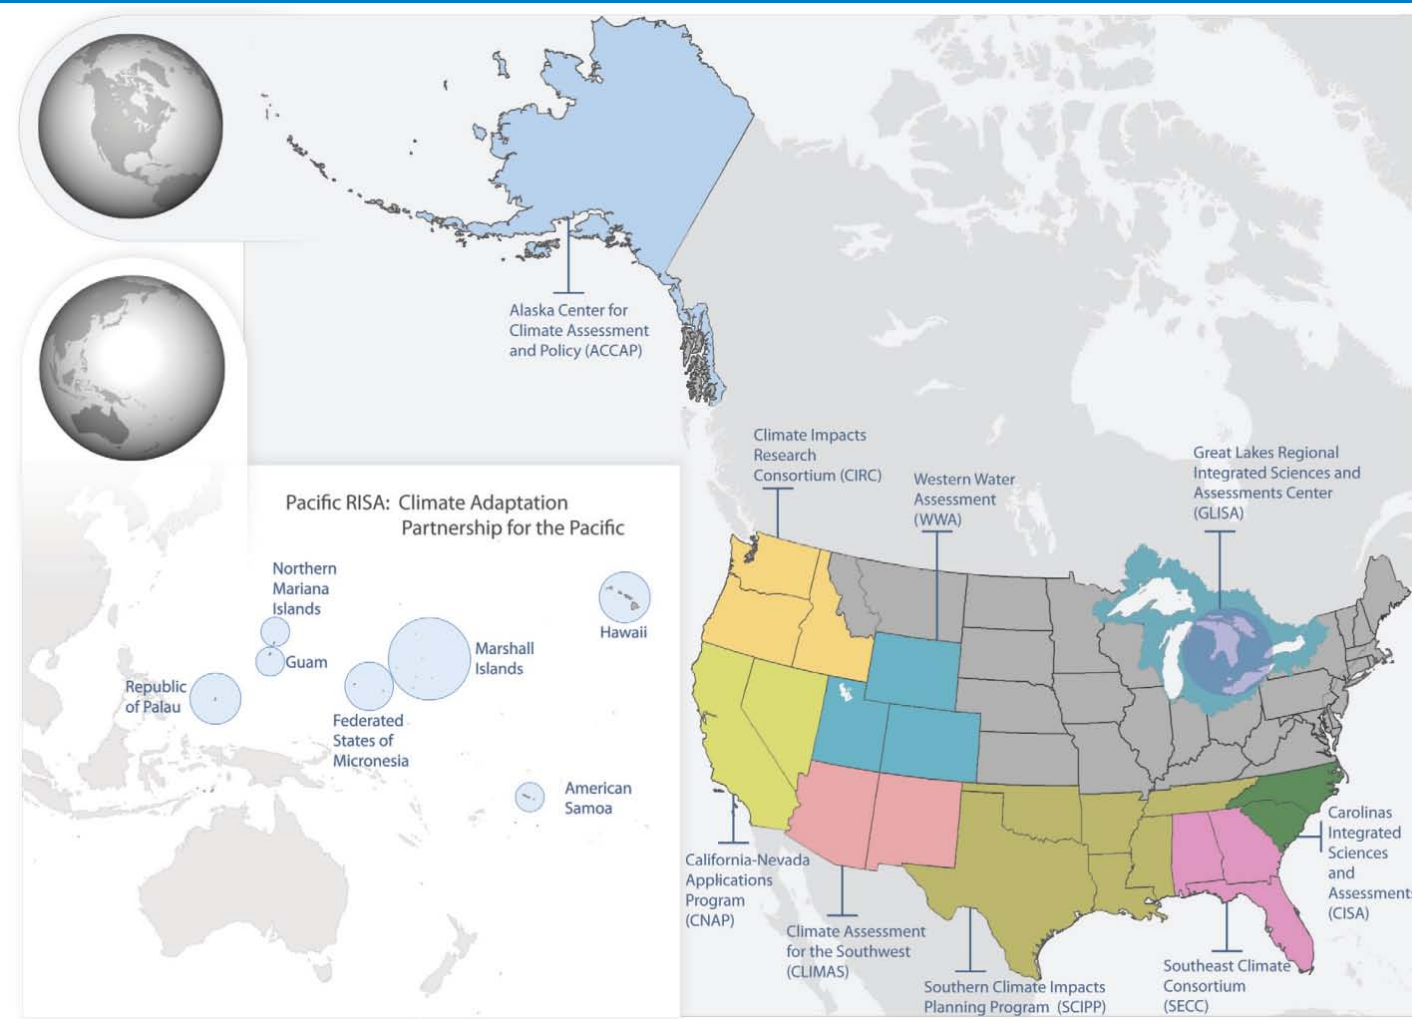 Alaska Center for
Climate Assessment
and Policy (ACCAP)
Climate Impacts
Research
Consortium (CIRC)
Western Water
Assessment
(WWA)
Great Lakes Regional
Integrated Sciences and
Assessments Center
(GLISA)
Pacific RISA: Climate Adaptation
Partnership for the Pacific
Northern
Mariana
Islands
Guam
Republic
of Palau
Federated
States of
Micronesia
Marshall
Islands
Hawaii
American
Samoa
California-Nevada
Applications
Program
(CNAP)
Climate Assessment
for the Southwest
(CLIMAS)
Southern Climate Impacts
Planning Program (SCIPP)
Southeast Climate
Consortium
(SECC)
Carolinas
Integrated
Sciences
and
Assessments
(CISA)